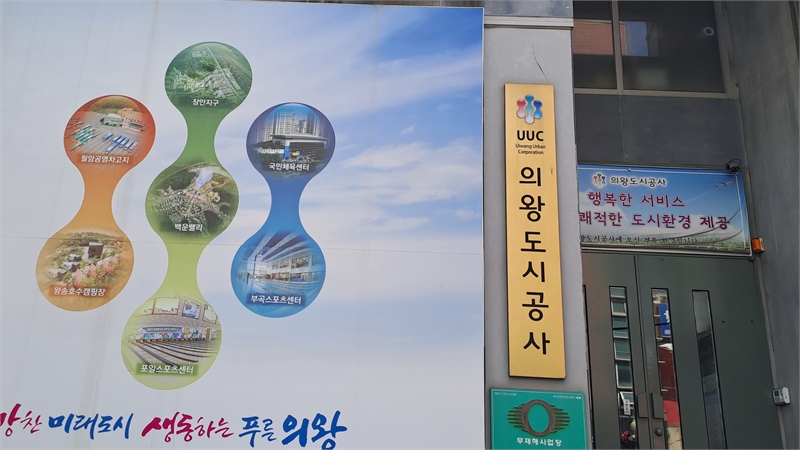 장안지구
월암공영차고지
국민체육센터
백운밸리
왕송호수캠핑장
부곡스포츠센터
포일스포츠센터
강찬 미래도시 생동하는 푸른 의왕
UUC
Uiwang Urban
Corporation
의왕도시공사
의왕도시공사
행복한 서비스
쾌적한 도시환경 제공
무재해사업장